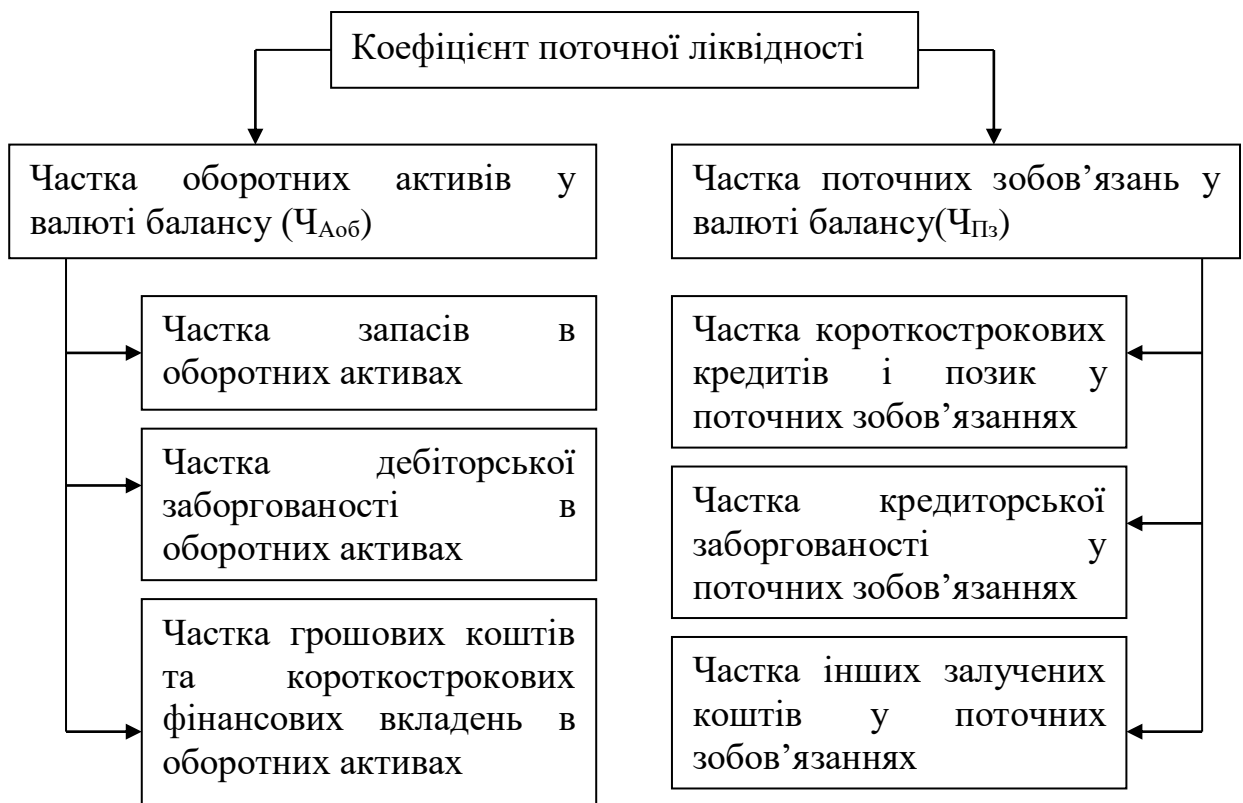 Коефіцієнт поточної ліквідності
Частка оборотних активів у
валюті балансу (ЧАоб)
Частка запасів в
оборотних активах
Частка дебіторської
заборгованості в
оборотних активах
Частка грошових коштів
та короткострокових
фінансових вкладень в
оборотних активах
Частка поточних зобов’язань у
валюті балансу(ЧПз)
Частка короткострокових
кредитів і позик у
поточних зобов’язаннях
Частка кредиторської
заборгованості у
поточних зобов’язаннях
Частка інших залучених
коштів у поточних
зобов’язаннях